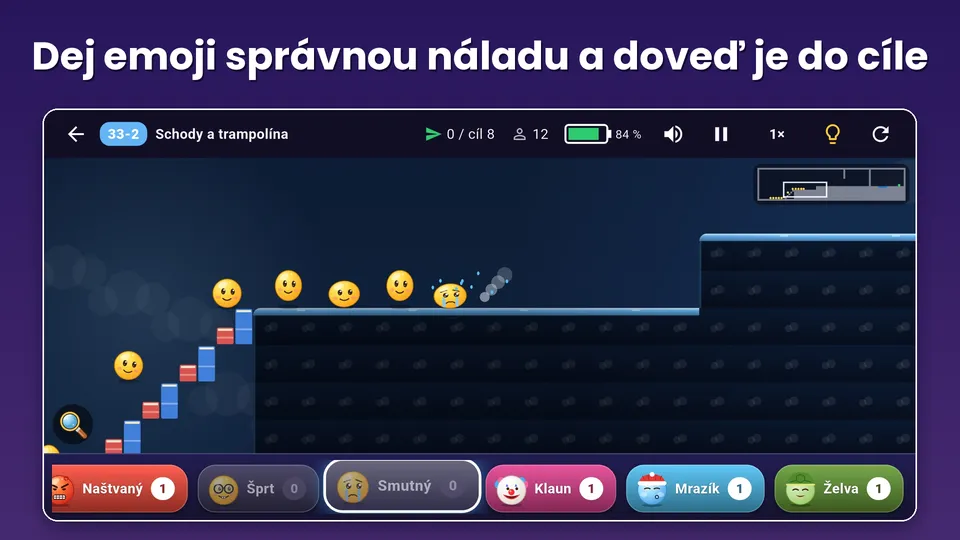 Dej emoji správnou náladu a doveď je do cíle
33-2 Schody a trampolína 0 / cíl 8 12 84 % 1×
Naštvaný 1 Šprt 0 Smutný 0 Klaun 1 Mrazík 1 Želva 1